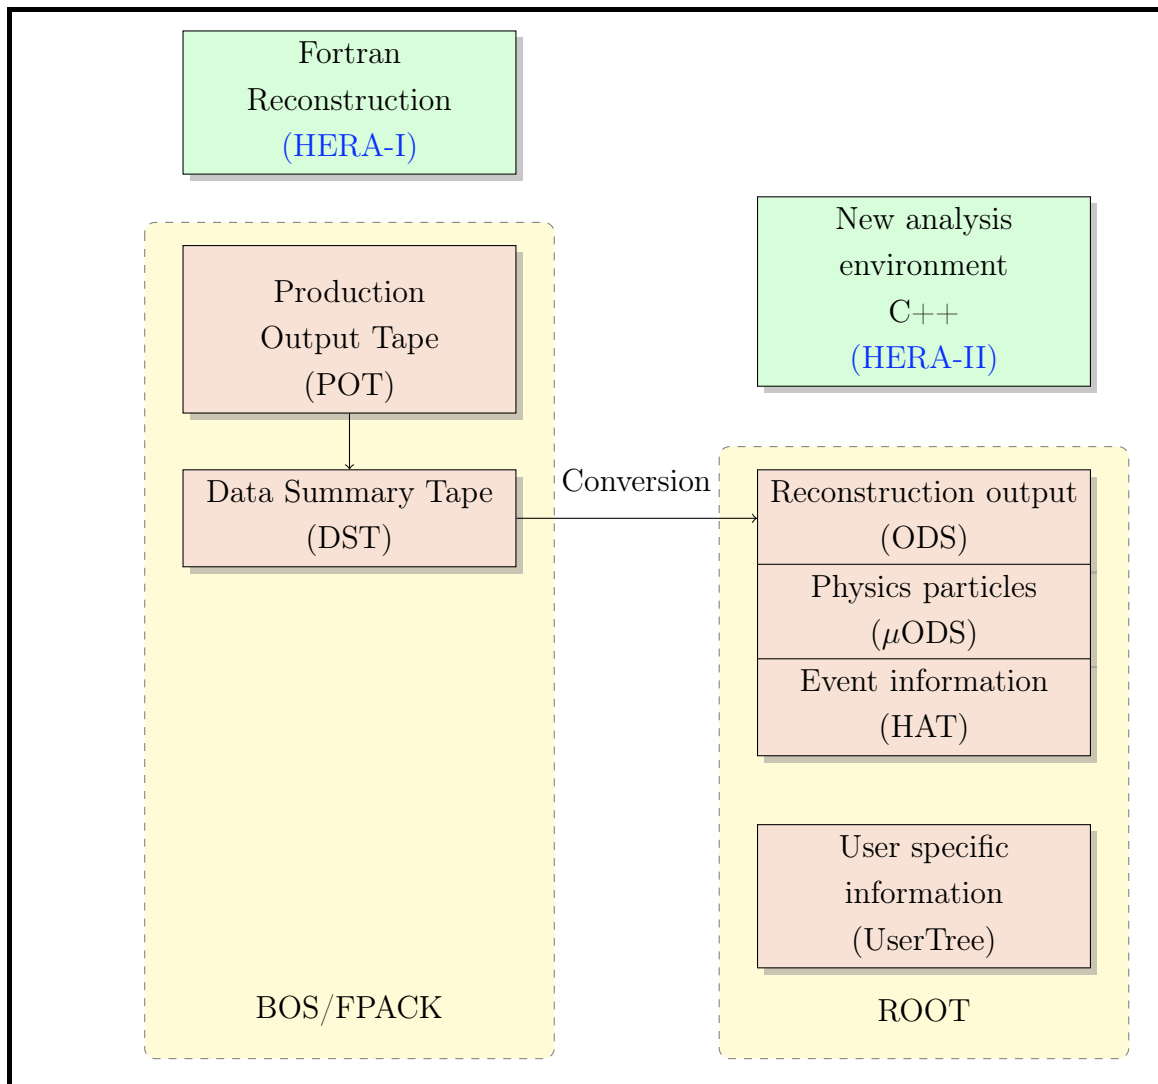 Fortran
Reconstruction
(HERA-I)
Production
Output Tape
(POT)
Data Summary Tape
(DST)
BOS/FPACK
Conversion
New analysis
environment
C++
(HERA-II)
Reconstruction output
(ODS)
Physics particles
(μODS)
Event information
(HAT)
User specific
information
(UserTree)
ROOT